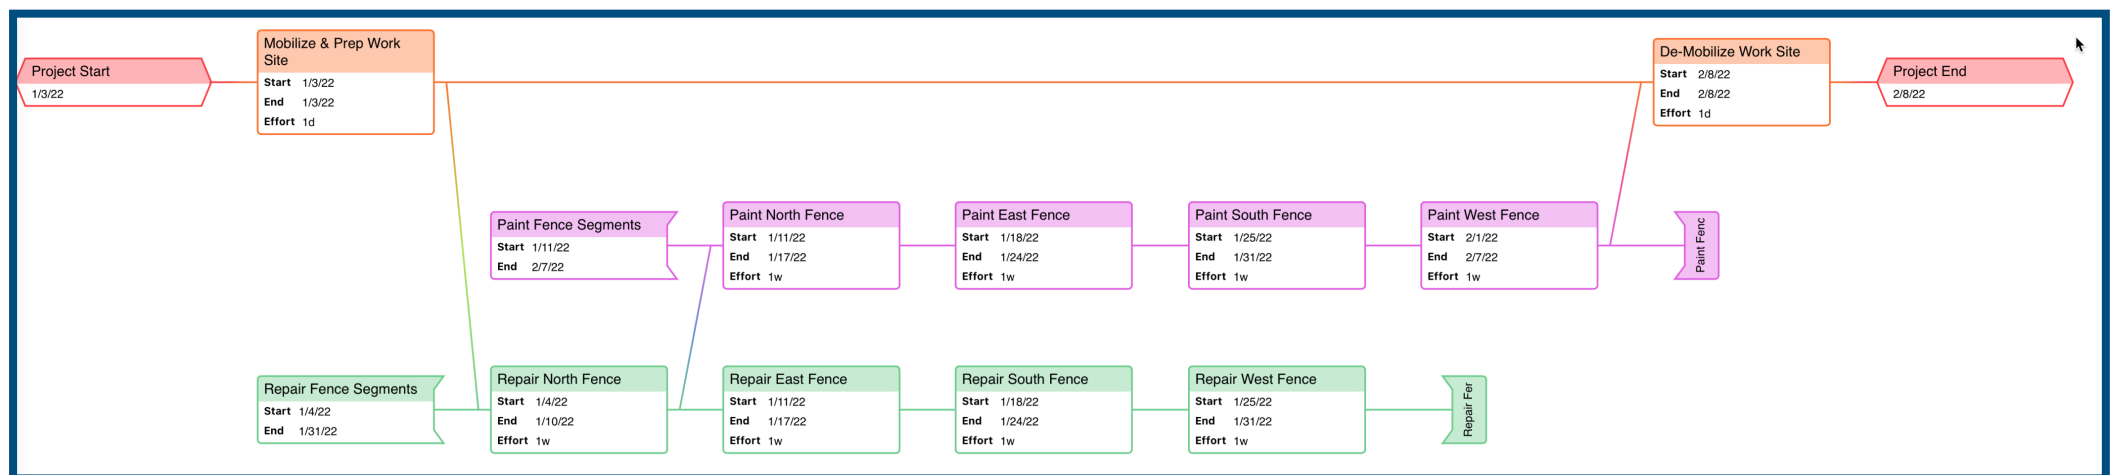 Project Start
1/3/22
Mobilize & Prep Work
Site
Start 1/3/22
End 1/3/22
Effort 1d
De-Mobilize Work Site
Start 2/8/22
End 2/8/22
Effort 1d
Project End
2/8/22
Paint Fence Segments
Start 1/11/22
End 2/7/22
Paint North Fence
Start 1/11/22
End 1/17/22
Effort 1w
Paint East Fence
Start 1/18/22
End 1/24/22
Effort 1w
Paint South Fence
Start 1/25/22
End 1/31/22
Effort 1w
Paint West Fence
Start 2/1/22
End 2/7/22
Effort 1w
Paint Fenc
Repair Fence Segments
Start 1/4/22
End 1/31/22
Repair North Fence
Start 1/4/22
End 1/10/22
Effort 1w
Repair East Fence
Start 1/11/22
End 1/17/22
Effort 1w
Repair South Fence
Start 1/18/22
End 1/24/22
Effort 1w
Repair West Fence
Start 1/25/22
End 1/31/22
Effort 1w
Repair Fer